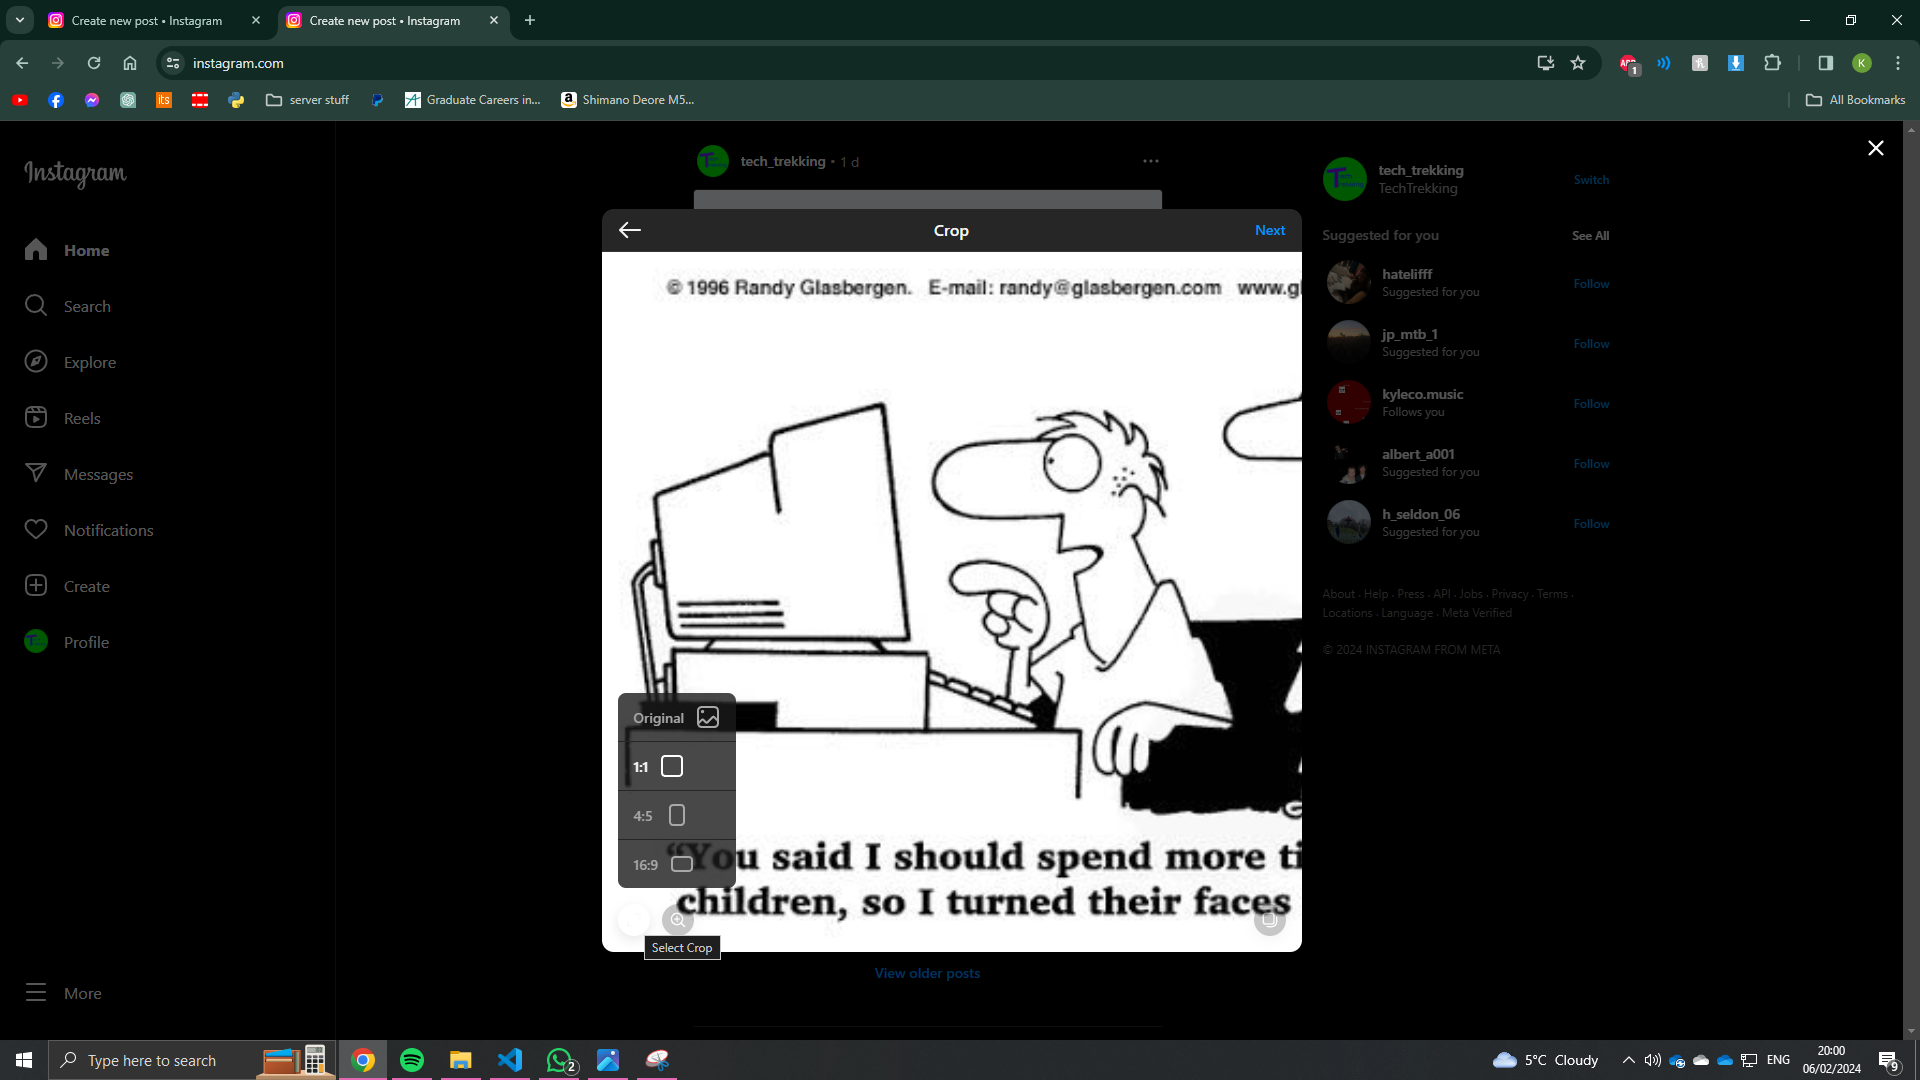 Create new post • Instagram
Create new post • Instagram
instagram.com
1
K
its
server stuff
Graduate Careers in...
Shimano Deore M5...
All Bookmarks
Instagram
Home
Search
Explore
Reels
Messages
Notifications
Create
Profile
More
tech_trekking • 1 d
Crop
Next
© 1996 Randy Glasbergen. E-mail: randy@glasbergen.com www.gl
Original
1:1
4:5
16:9
“You said I should spend more ti
children, so I turned their faces
Select Crop
View older posts
tech_trekking
TechTrekking
Switch
Suggested for you
See All
hatelifff
Suggested for you
Follow
jp_mtb_1
Suggested for you
Follow
kyleco.music
Follows you
Follow
albert_a001
Suggested for you
Follow
h_seldon_06
Suggested for you
Follow
About · Help · Press · API · Jobs · Privacy · Terms ·
Locations · Language · Meta Verified
© 2024 INSTAGRAM FROM META
Type here to search
2
5°C Cloudy
ENG
20:00
06/02/2024
9